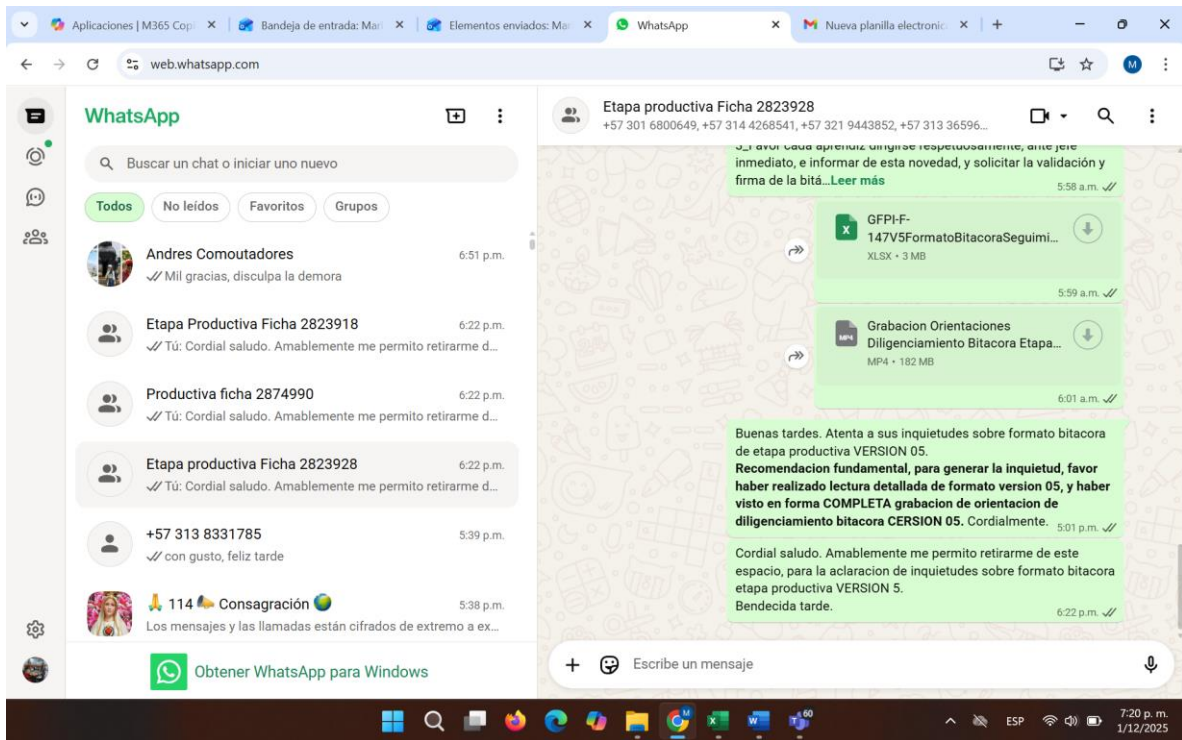 Aplicaciones | M365 Cop
Bandeja de entrada: Mari
Elementos enviados: Mar
WhatsApp
Nueva planilla electronic
web.whatsapp.com
M
WhatsApp
Buscar un chat o iniciar uno nuevo
Todos
No leídos
Favoritos
Grupos
Andres Comoutadores
6:51 p.m.
Mil gracias, disculpa la demora
Etapa Productiva Ficha 2823918
6:22 p.m.
Tú: Cordial saludo. Amablemente me permito retirarme d...
Productiva ficha 2874990
6:22 p.m.
Tú: Cordial saludo. Amablemente me permito retirarme d...
Etapa productiva Ficha 2823928
6:22 p.m.
Tú: Cordial saludo. Amablemente me permito retirarme d...
+57 313 8331785
5:39 p.m.
con gusto, feliz tarde
114 Consagración
5:38 p.m.
Los mensajes y las llamadas están cifrados de extremo a ex...
Obtener WhatsApp para Windows
Etapa productiva Ficha 2823928
+57 301 6800649, +57 314 4268541, +57 321 9443852, +57 313 36596...
3_Favor cada aprendiz dirigirse respetuosamente, ante jefe
inmediato, e informar de esta novedad, y solicitar la validación y
firma de la bitá...Leer más
5:58 a.m.
GFPI-F-
147V5FormatoBitacoraSeguimi...
XLSX • 3 MB
5:59 a.m.
Grabacion Orientaciones
Diligenciamiento Bitacora Etapa...
MP4 • 182 MB
6:01 a.m.
Buenas tardes. Atenta a sus inquietudes sobre formato bitacora
de etapa productiva VERSION 05.
Recomendacion fundamental, para generar la inquietud, favor
haber realizado lectura detallada de formato version 05, y haber
visto en forma COMPLETA grabacion de orientacion de
diligenciamiento bitacora CERSION 05. Cordialmente.
5:01 p.m.
Cordial saludo. Amablemente me permito retirarme de este
espacio, para la aclaracion de inquietudes sobre formato bitacora
etapa productiva VERSION 5.
Bendecida tarde.
6:22 p.m.
Escribe un mensaje
60
ESP
7:20 p. m.
1/12/2025